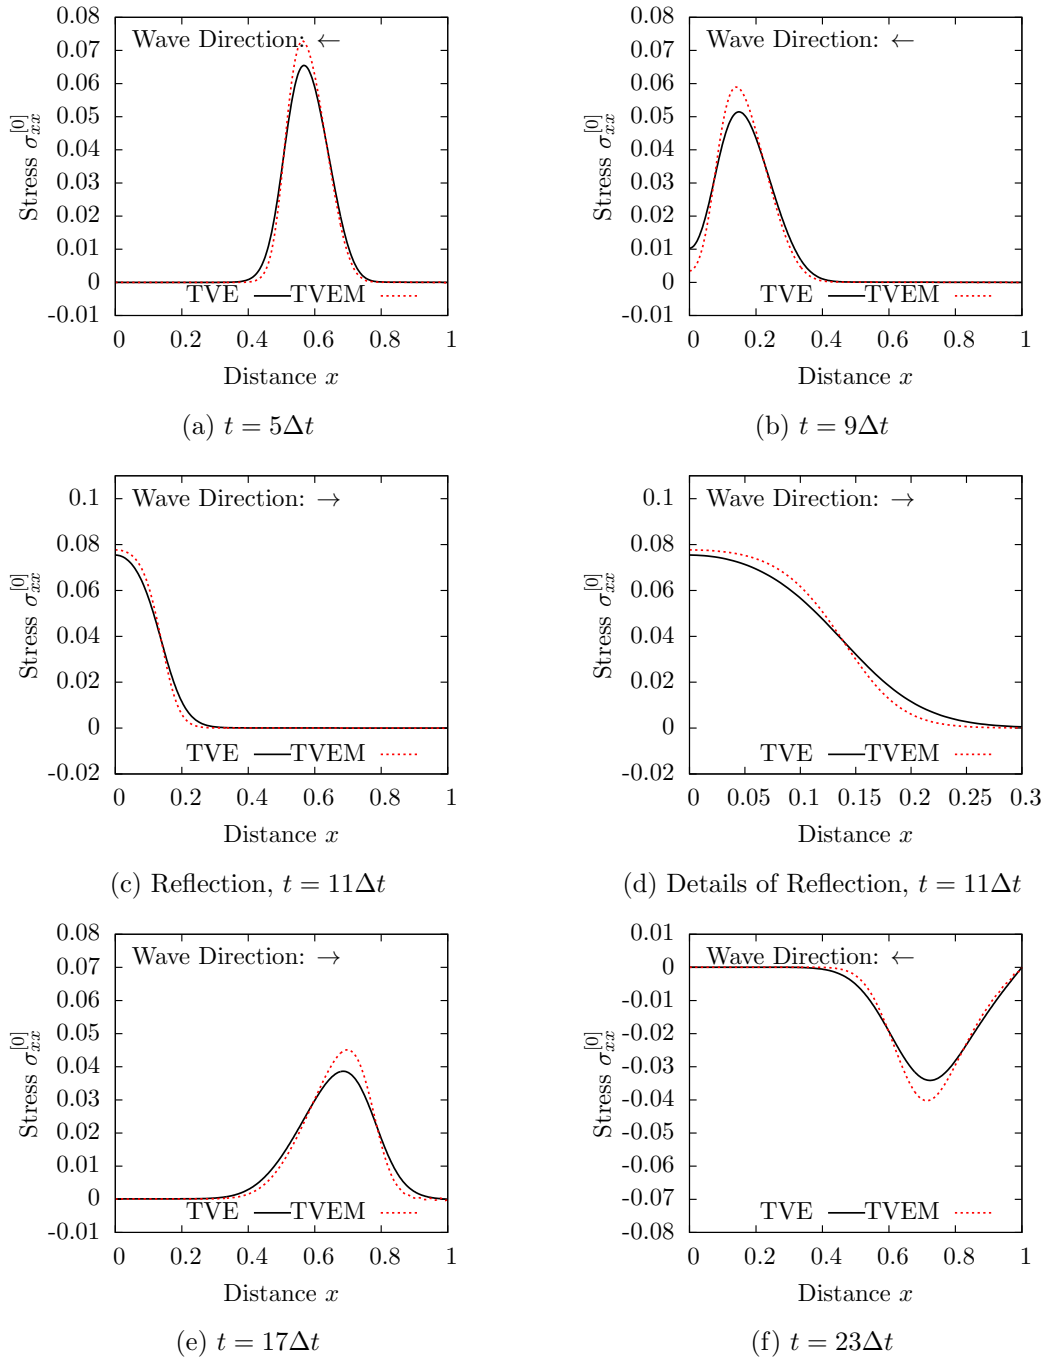 0.08
0.07
0.06
0.05
0.04
0.03
0.02
0.01
0
-0.01
Stress σ_xx^[0]
Wave Direction: ←
TVE
TVEM
0 0.2 0.4 0.6 0.8 1
Distance x
(a) t = 5Δt
0.08
0.07
0.06
0.05
0.04
0.03
0.02
0.01
0
-0.01
Stress σ_xx^[0]
Wave Direction: ←
TVE
TVEM
0 0.2 0.4 0.6 0.8 1
Distance x
(b) t = 9Δt
0.1
0.08
0.06
0.04
0.02
0
-0.02
Stress σ_xx^[0]
Wave Direction: →
TVE
TVEM
0 0.2 0.4 0.6 0.8 1
Distance x
(c) Reflection, t = 11Δt
0.1
0.08
0.06
0.04
0.02
0
-0.02
Stress σ_xx^[0]
Wave Direction: →
TVE
TVEM
0 0.05 0.1 0.15 0.2 0.25 0.3
Distance x
(d) Details of Reflection, t = 11Δt
0.08
0.07
0.06
0.05
0.04
0.03
0.02
0.01
0
-0.01
Stress σ_xx^[0]
Wave Direction: →
TVE
TVEM
0 0.2 0.4 0.6 0.8 1
Distance x
(e) t = 17Δt
0.01
0
-0.01
-0.02
-0.03
-0.04
-0.05
-0.06
-0.07
-0.08
Stress σ_xx^[0]
Wave Direction: ←
TVE
TVEM
0 0.2 0.4 0.6 0.8 1
Distance x
(f) t = 23Δt